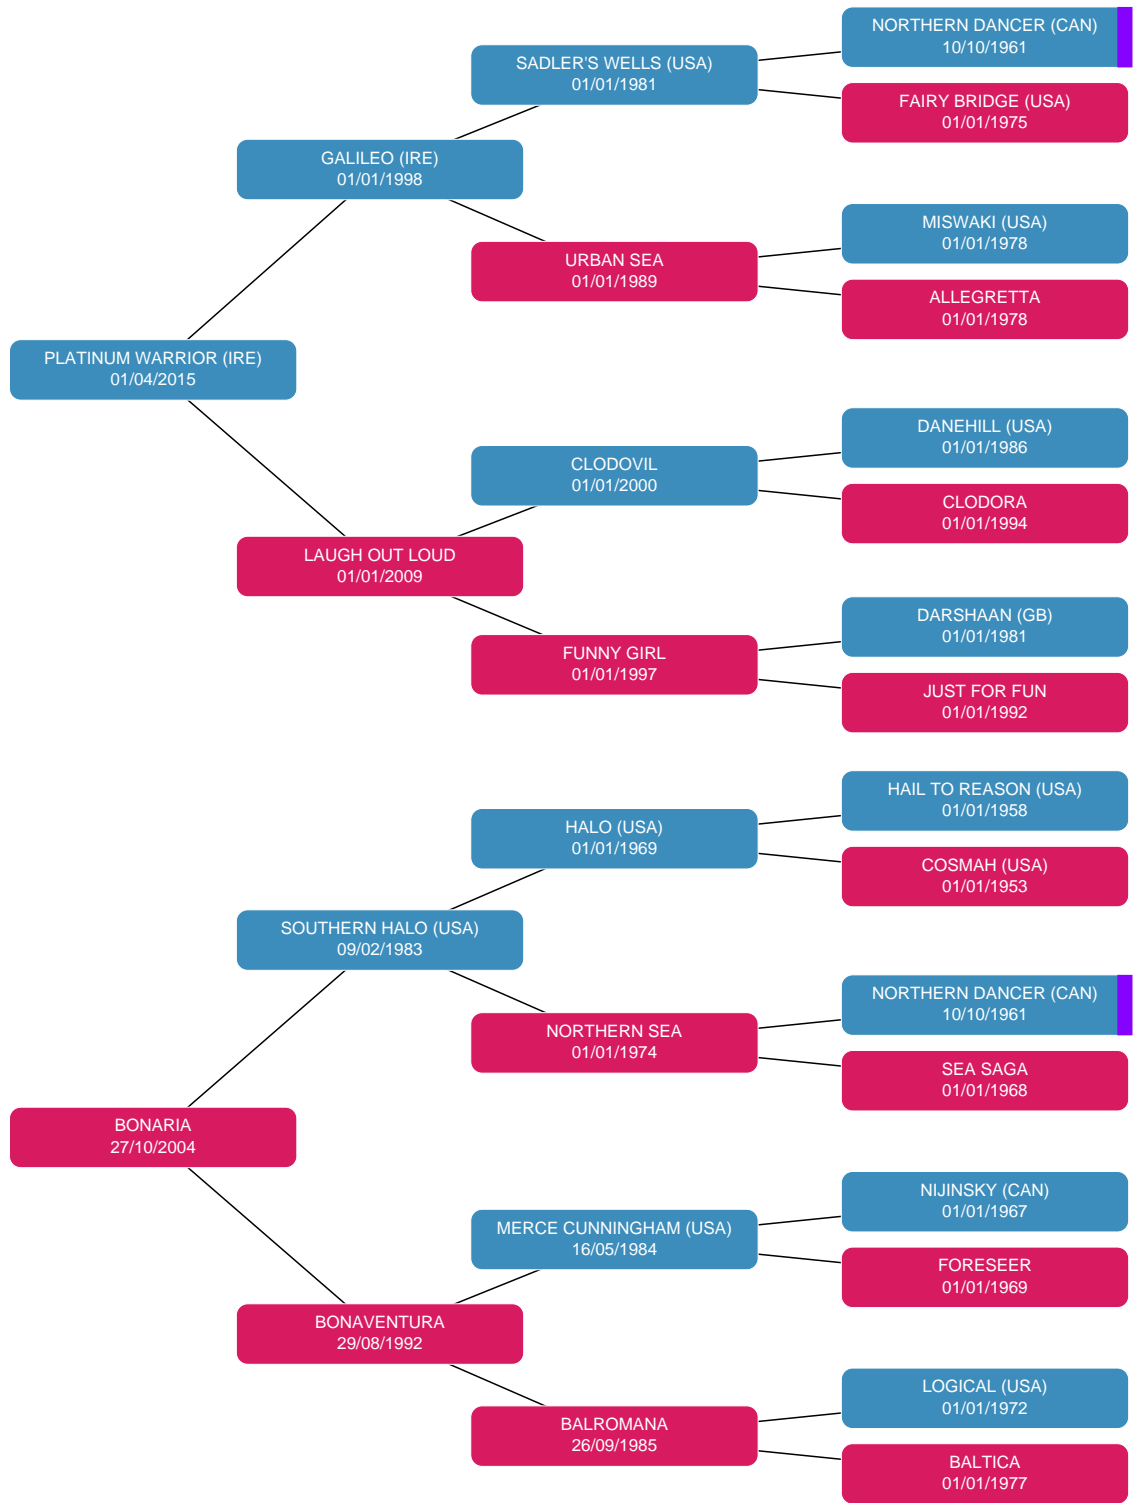 NORTHERN DANCER (CAN)
10/10/1961
SADLER'S WELLS (USA)
01/01/1981
FAIRY BRIDGE (USA)
01/01/1975
GALILEO (IRE)
01/01/1998
MISWAKI (USA)
01/01/1978
URBAN SEA
01/01/1989
ALLEGRETTA
01/01/1978
PLATINUM WARRIOR (IRE)
01/04/2015
DANEHILL (USA)
01/01/1986
CLODOVIL
01/01/2000
CLODORA
01/01/1994
LAUGH OUT LOUD
01/01/2009
DARSHAAN (GB)
01/01/1981
FUNNY GIRL
01/01/1997
JUST FOR FUN
01/01/1992
HAIL TO REASON (USA)
01/01/1958
HALO (USA)
01/01/1969
COSMAH (USA)
01/01/1953
SOUTHERN HALO (USA)
09/02/1983
NORTHERN DANCER (CAN)
10/10/1961
NORTHERN SEA
01/01/1974
SEA SAGA
01/01/1968
BONARIA
27/10/2004
NIJINSKY (CAN)
01/01/1967
MERCE CUNNINGHAM (USA)
16/05/1984
FORESEER
01/01/1969
BONAVENTURA
29/08/1992
LOGICAL (USA)
01/01/1972
BALROMANA
26/09/1985
BALTICA
01/01/1977